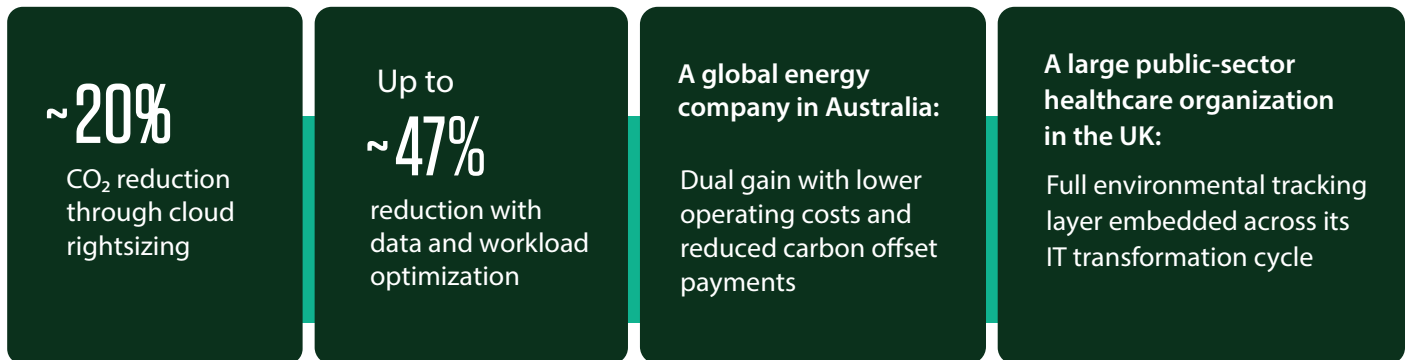 ~20%
CO₂ reduction
through cloud
rightsizing
Up to
~47%
reduction with
data and workload
optimization
A global energy
company in Australia:
Dual gain with lower
operating costs and
reduced carbon offset
payments
A large public-sector
healthcare organization
in the UK:
Full environmental tracking
layer embedded across its
IT transformation cycle